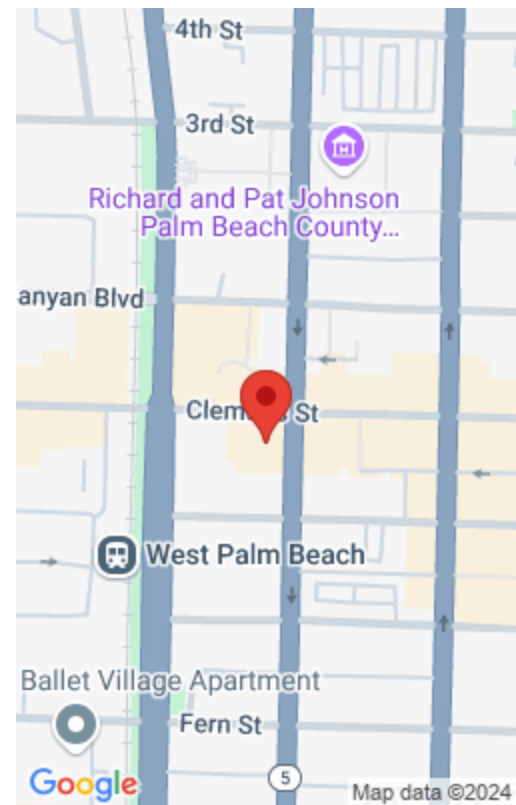 4th St
3rd St
Richard and Pat Johnson
Palm Beach County...
anyan Blvd
Clem St
West Palm Beach
Ballet Village Apartment
Fern St
5
Google
Map data ©2024